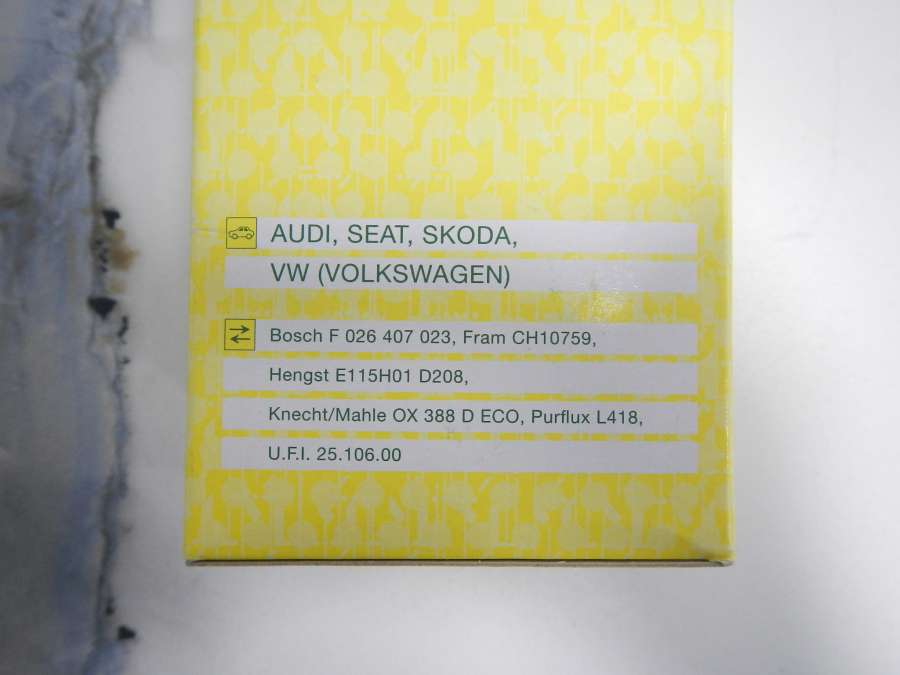 AUDI, SEAT, SKODA,
VW (VOLKSWAGEN)
Bosch F 026 407 023, Fram CH10759,
Hengst E115H01 D208,
Knecht/Mahle OX 388 D ECO, Purflux L418,
U.F.I. 25.106.00